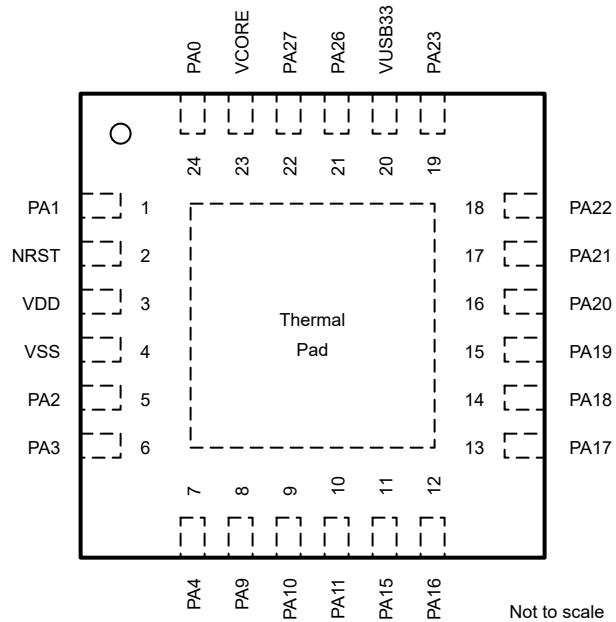 PA0
VCORE
PA27
PA26
VUSB33
PA23
24
23
22
21
20
19
PA1 1
NRST 2
VDD 3
VSS 4
PA2 5
PA3 6
Thermal
Pad
18 PA22
17 PA21
16 PA20
15 PA19
14 PA18
13 PA17
7
8
9
10
11
12
PA4
PA9
PA10
PA11
PA15
PA16
Not to scale